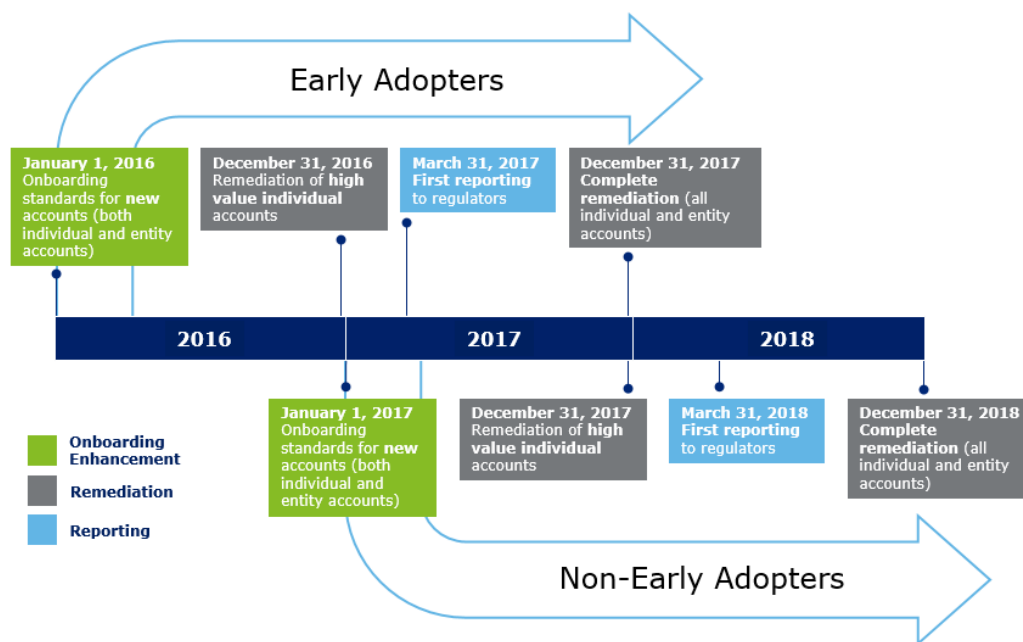 Early Adopters
January 1, 2016
Onboarding
standards for new
accounts (both
individual and entity
accounts)
December 31, 2016
Remediation of high
value individual
accounts
March 31, 2017
First reporting
to regulators
December 31, 2017
Complete
remediation (all
individual and entity
accounts)
2016
2017
2018
January 1, 2017
Onboarding
standards for new
accounts (both
individual and
entity accounts)
December 31, 2017
Remediation of high
value individual
accounts
March 31, 2018
First reporting
to regulators
December 31, 2018
Complete
remediation (all
individual and entity
accounts)
Onboarding
Enhancement
Remediation
Reporting
Non-Early Adopters